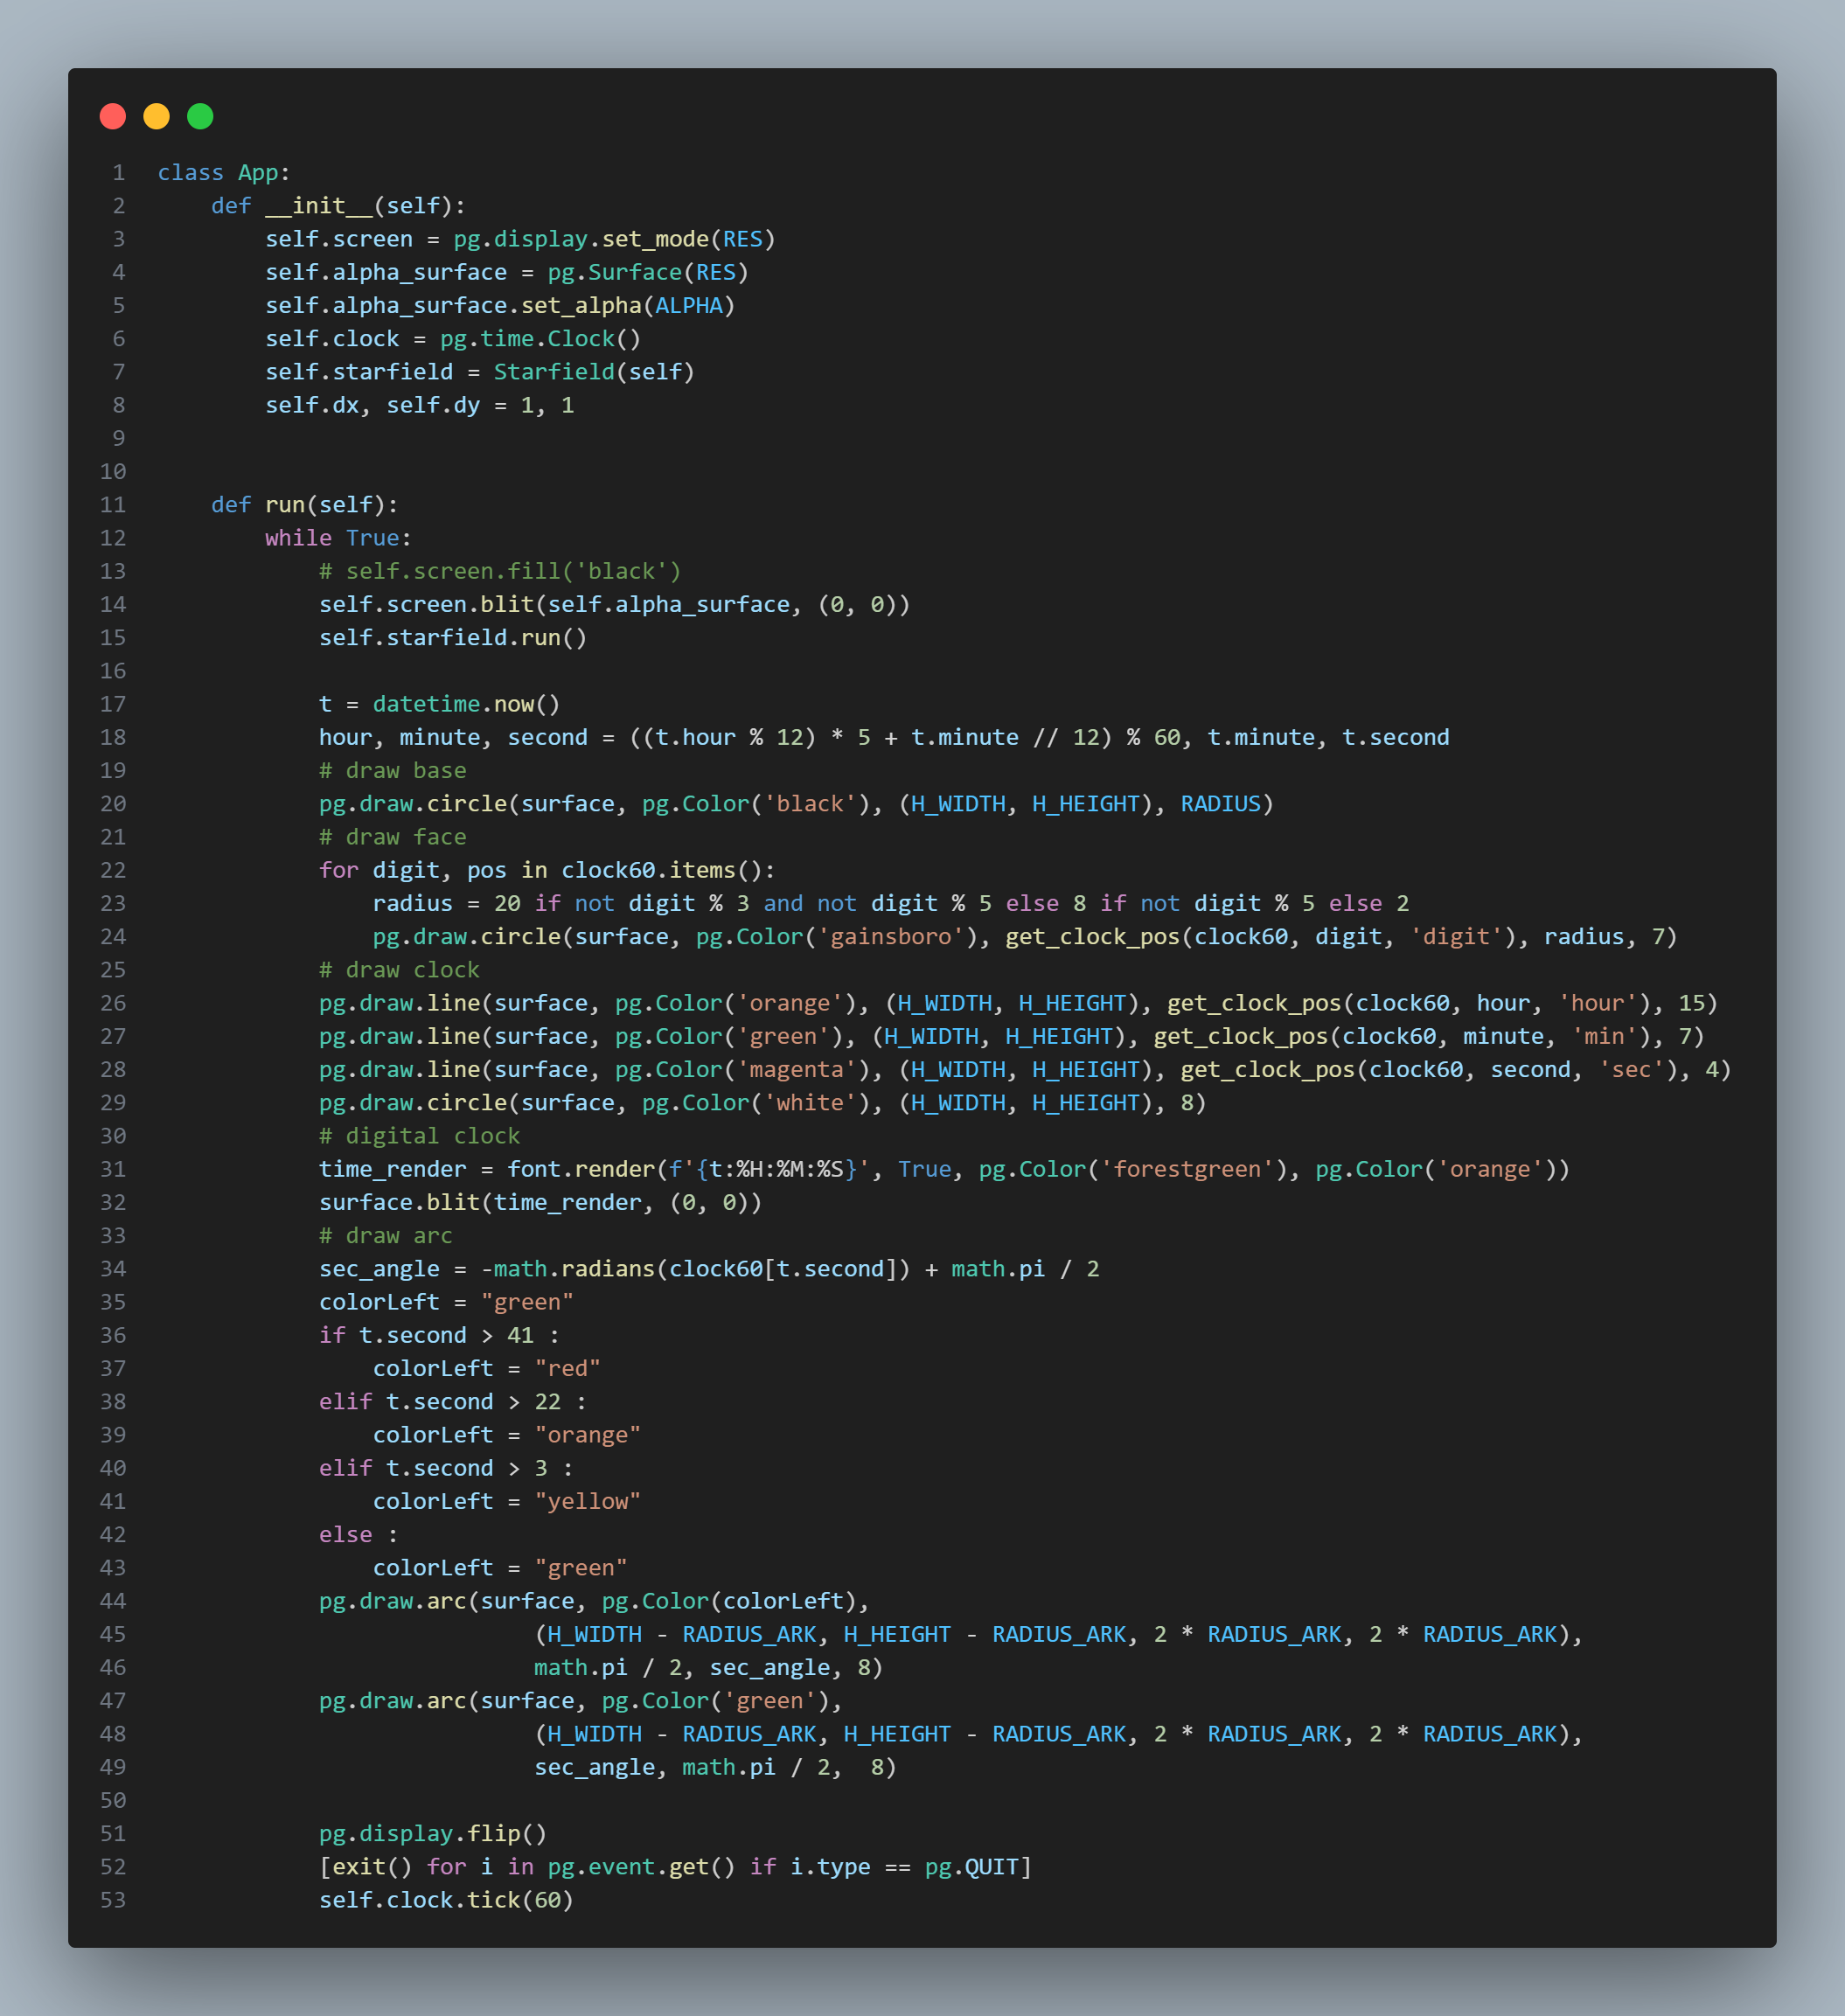 1 class App:
2     def __init__(self):
3         self.screen = pg.display.set_mode(RES)
4         self.alpha_surface = pg.Surface(RES)
5         self.alpha_surface.set_alpha(ALPHA)
6         self.clock = pg.time.Clock()
7         self.starfield = Starfield(self)
8         self.dx, self.dy = 1, 1
9
10
11     def run(self):
12         while True:
13             # self.screen.fill('black')
14             self.screen.blit(self.alpha_surface, (0, 0))
15             self.starfield.run()
16
17             t = datetime.now()
18             hour, minute, second = ((t.hour % 12) * 5 + t.minute // 12) % 60, t.minute, t.second
19             # draw base
20             pg.draw.circle(surface, pg.Color('black'), (H_WIDTH, H_HEIGHT), RADIUS)
21             # draw face
22             for digit, pos in clock60.items():
23                 radius = 20 if not digit % 3 and not digit % 5 else 8 if not digit % 5 else 2
24                 pg.draw.circle(surface, pg.Color('gainsboro'), get_clock_pos(clock60, digit, 'digit'), radius, 7)
25             # draw clock
26             pg.draw.line(surface, pg.Color('orange'), (H_WIDTH, H_HEIGHT), get_clock_pos(clock60, hour, 'hour'), 15)
27             pg.draw.line(surface, pg.Color('green'), (H_WIDTH, H_HEIGHT), get_clock_pos(clock60, minute, 'min'), 7)
28             pg.draw.line(surface, pg.Color('magenta'), (H_WIDTH, H_HEIGHT), get_clock_pos(clock60, second, 'sec'), 4)
29             pg.draw.circle(surface, pg.Color('white'), (H_WIDTH, H_HEIGHT), 8)
30             # digital clock
31             time_render = font.render(f'{t:%H:%M:%S}', True, pg.Color('forestgreen'), pg.Color('orange'))
32             surface.blit(time_render, (0, 0))
33             # draw arc
34             sec_angle = -math.radians(clock60[t.second]) + math.pi / 2
35             colorLeft = "green"
36             if t.second > 41 :
37                 colorLeft = "red"
38             elif t.second > 22 :
39                 colorLeft = "orange"
40             elif t.second > 3 :
41                 colorLeft = "yellow"
42             else :
43                 colorLeft = "green"
44             pg.draw.arc(surface, pg.Color(colorLeft),
45                             (H_WIDTH - RADIUS_ARK, H_HEIGHT - RADIUS_ARK, 2 * RADIUS_ARK, 2 * RADIUS_ARK),
46                             math.pi / 2, sec_angle, 8)
47             pg.draw.arc(surface, pg.Color('green'),
48                             (H_WIDTH - RADIUS_ARK, H_HEIGHT - RADIUS_ARK, 2 * RADIUS_ARK, 2 * RADIUS_ARK),
49                             sec_angle, math.pi / 2,  8)
50
51             pg.display.flip()
52             [exit() for i in pg.event.get() if i.type == pg.QUIT]
53             self.clock.tick(60)